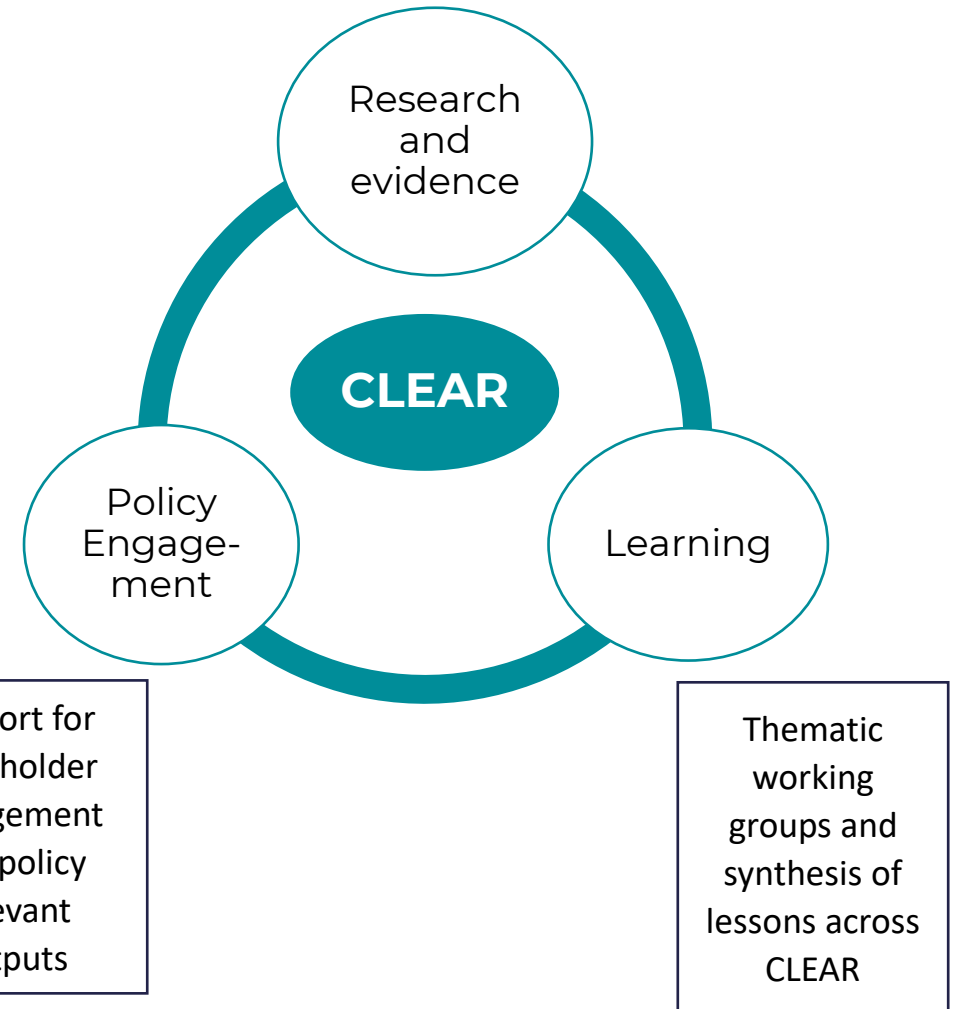 Research
and
evidence
CLEAR
Policy
Engage-
ment
Learning
ort for
holder
gement
policy
evant
puts
Thematic
working
groups and
synthesis of
lessons across
CLEAR